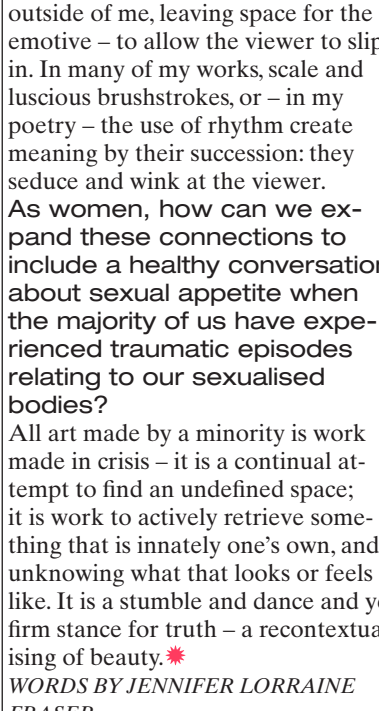 outside of me, leaving space for the
emotive – to allow the viewer to slip
in. In many of my works, scale and
luscious brushstrokes, or – in my
poetry – the use of rhythm create
meaning by their succession: they
seduce and wink at the viewer.
As women, how can we ex-
pand these connections to
include a healthy conversation
about sexual appetite when
the majority of us have expe-
rienced traumatic episodes
relating to our sexualised
bodies?
All art made by a minority is work
made in crisis – it is a continual at-
tempt to find an undefined space;
it is work to actively retrieve some-
thing that is innately one’s own, and
unknowing what that looks or feels
like. It is a stumble and dance and
firm stance for truth – a recontextua
ising of beauty.
WORDS BY JENNIFER LORRAINE
FRASER